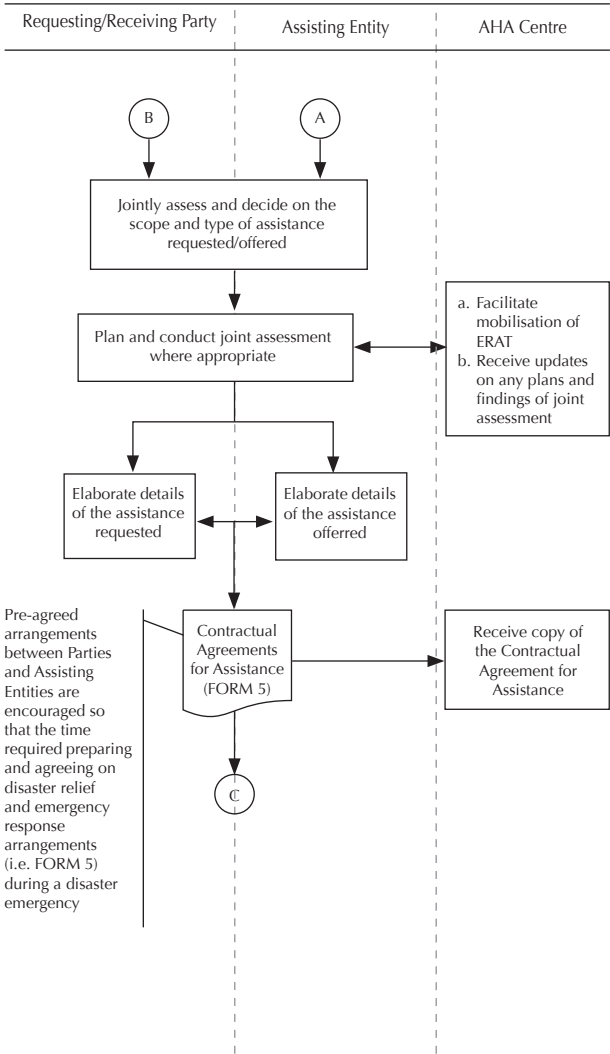 Requesting/Receiving Party
Assisting Entity
AHA Centre
B
A
Jointly assess and decide on the
scope and type of assistance
requested/offered
Plan and conduct joint assessment
where appropriate
a. Facilitate
mobilisation of
ERAT
b. Receive updates
on any plans and
findings of joint
assessment
Elaborate details
of the assistance
requested
Elaborate details
of the assistance
offerred
Pre-agreed
arrangements
between Parties
and Assisting
Entities are
encouraged so
that the time
required preparing
and agreeing on
disaster relief
and emergency
response
arrangements
(i.e. FORM 5)
during a disaster
emergency
Contractual
Agreements
for Assistance
(FORM 5)
Receive copy of
the Contractual
Agreement for
Assistance
C